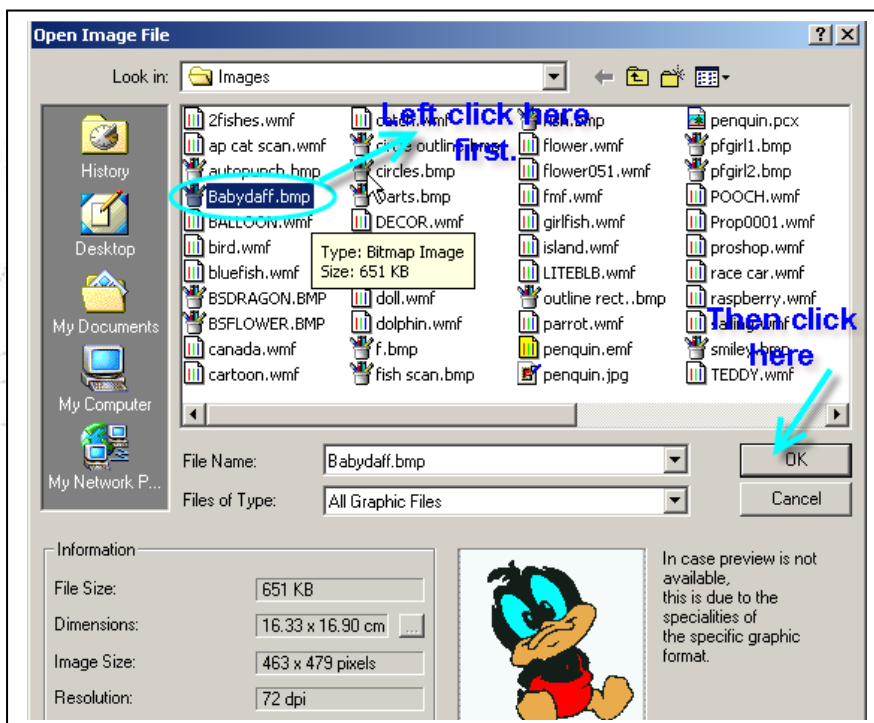 Open Image File
Look in:
Images
History
Desktop
My Documents
My Computer
My Network P...
2fishes.wmf
ap cat scan.wmf
autopunch.bmp
Babydaff.bmp
BALLOON.wmf
bird.wmf
bluefish.wmf
BSDRAGON.BMP
BSFLOWER.BMP
canada.wmf
cartoon.wmf
circles.bmp
DECOR.wmf
doll.wmf
dolphin.wmf
f.bmp
fish scan.bmp
flower.wmf
flower051.wmf
fmf.wmf
girlfish.wmf
island.wmf
LITEBLB.wmf
outline rect..bmp
parrot.wmf
penquin.emf
penquin.jpg
penquin.pcx
pfgirl1.bmp
pfgirl2.bmp
POOCH.wmf
Prop0001.wmf
proshop.wmf
race car.wmf
raspberry.wmf
smiley.bmp
TEDDY.wmf
Left click here
first.
Type: Bitmap Image
Size: 651 KB
Then click
here
File Name:
Babydaff.bmp
OK
Files of Type:
All Graphic Files
Cancel
Information
File Size:
651 KB
Dimensions:
16.33 x 16.90 cm
...
Image Size:
463 x 479 pixels
Resolution:
72 dpi
In case preview is not
available,
this is due to the
specialities of
the specific graphic
format.